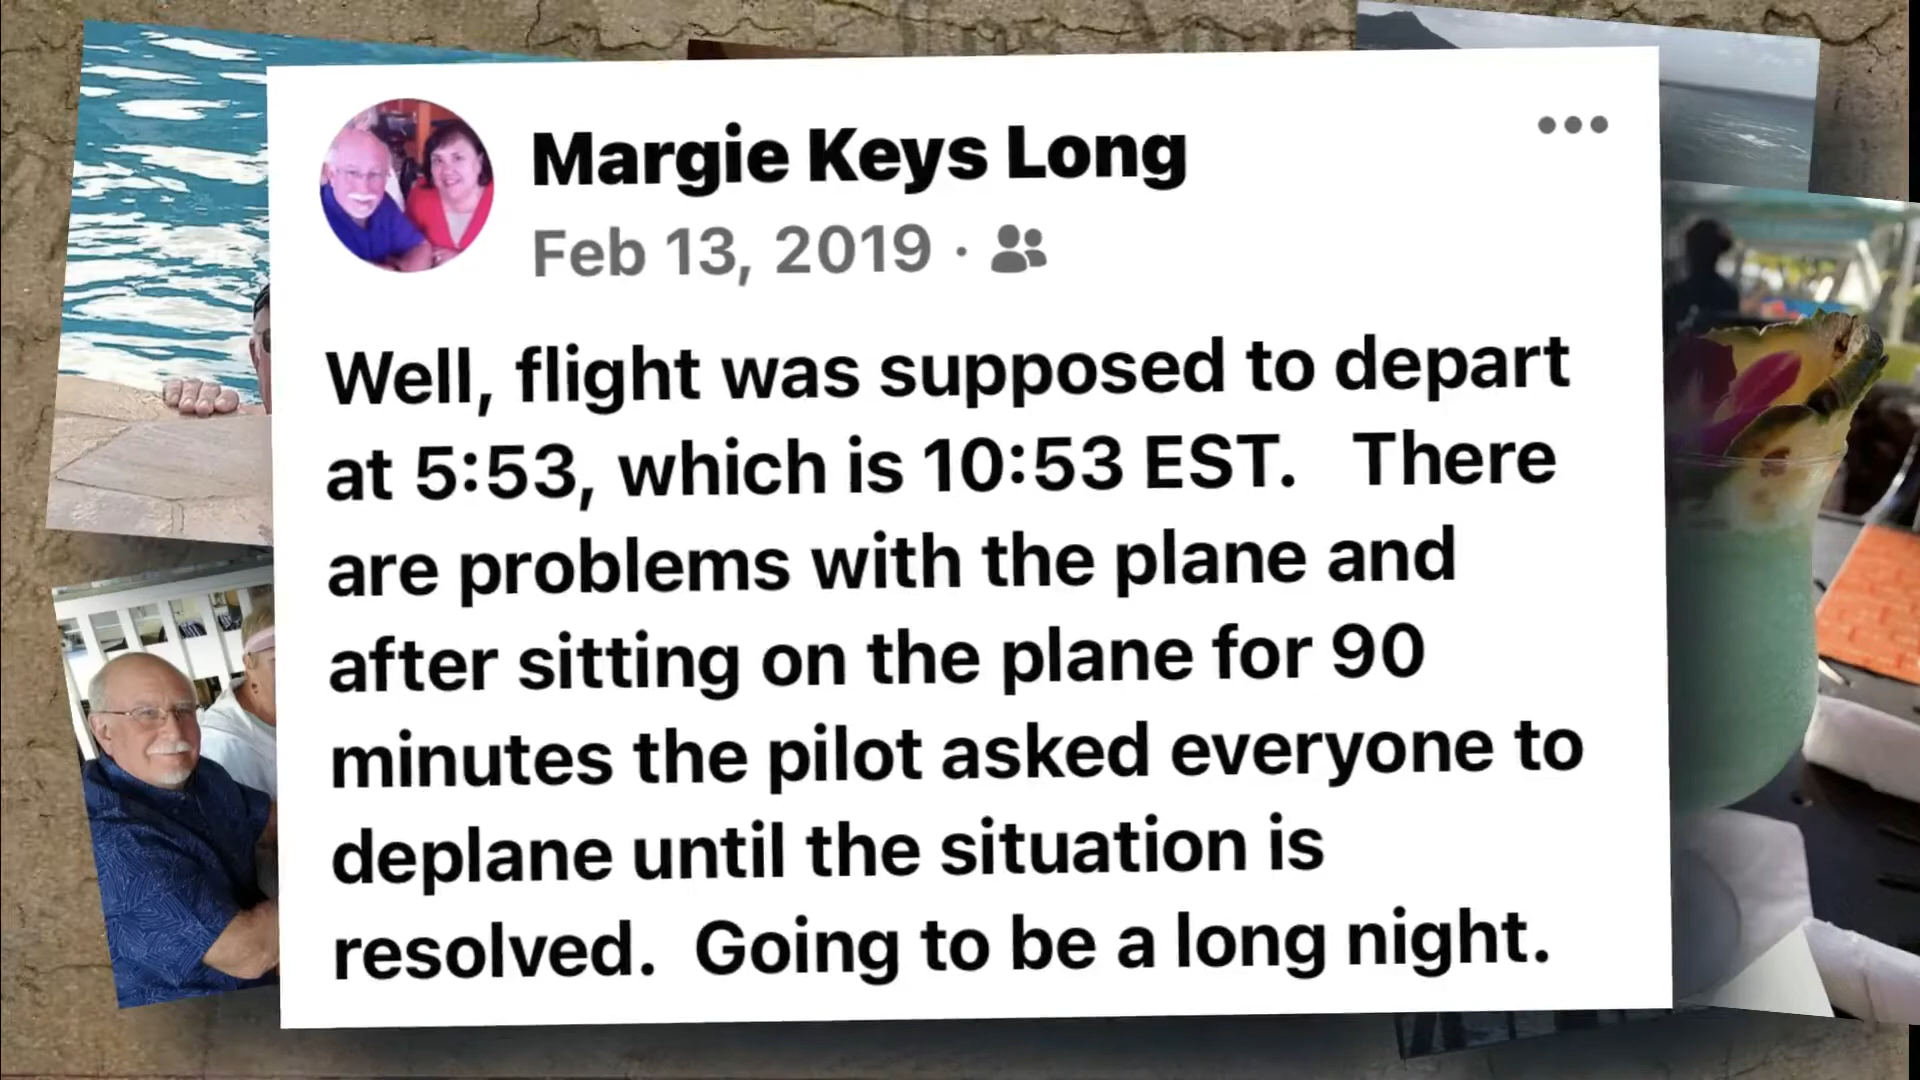 Margie Keys Long
Feb 13, 2019 ·
Well, flight was supposed to depart
at 5:53, which is 10:53 EST. There
are problems with the plane and
after sitting on the plane for 90
minutes the pilot asked everyone to
deplane until the situation is
resolved. Going to be a long night.